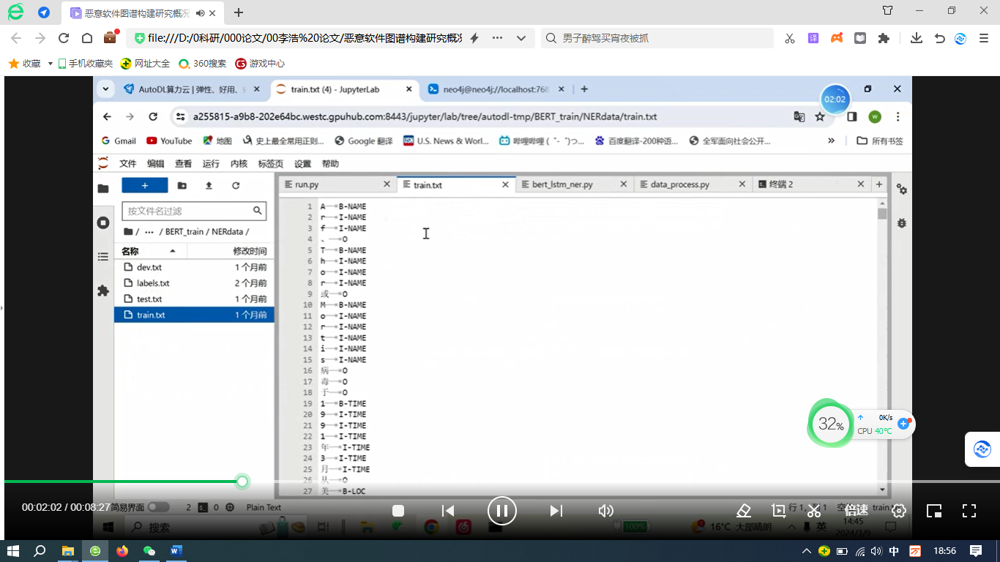 恶意软件图谱构建研究概况
file:///D:/0科研/000论文/00李浩%20论文/恶意软件图谱构建研究概况
男子醉驾买宵夜被抓
译
收藏 手机收藏夹 网址大全 360搜索 游戏中心
AutoDL算力云 | 弹性、好用、
train.txt (4) - JupyterLab
neo4j@neo4j://localhost:768
02:02
a255815-a9b8-202e64bc.westc.gpuhub.com:8443/jupyter/lab/tree/autodl-tmp/BERT_train/NERdata/train.txt
W
Gmail YouTube 地图 史上最全常用正则... Google 翻译 U.S. News & Worl... 哔哩哔哩 ( ゜- ゜)つ... 百度翻译-200种语... 全军面向社会公开... » 所有书签
文件 编辑 查看 运行 内核 标签页 设置 帮助
run.py train.txt bert_lstm_ner.py data_process.py 终端 2
按文件名过滤
/ ··· / BERT_train / NERdata /
名称 修改时间
dev.txt 1 个月前
labels.txt 2 个月前
test.txt 1 个月前
train.txt 1 个月前
1 A B-NAME
2 r I-NAME
3 f I-NAME
4 、 O
5 T B-NAME
6 h I-NAME
7 o I-NAME
8 r I-NAME
9 或 O
10 M B-NAME
11 o I-NAME
12 r I-NAME
13 t I-NAME
14 i I-NAME
15 s I-NAME
16 病 O
17 毒 O
18 于 O
19 1 B-TIME
20 9 I-TIME
21 9 I-TIME
22 1 I-TIME
23 年 I-TIME
24 3 I-TIME
25 月 I-TIME
26 从 O
27 美 B-LOC
32%
0K/s
CPU 40°C
00:02:02 / 00:08:27
简易界面 2 0 Plain Text
行 1, 1 train.
倍速
搜索
100%
16°C 大部晴朗
英
14:45
2024/3/9
中
18:56